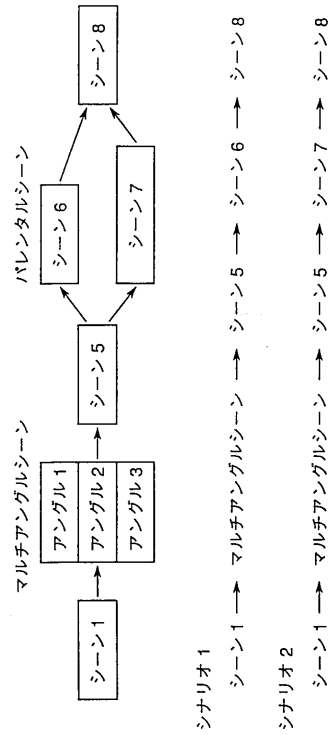 マルチアングルシーン
パレンタルシーン
シーン1
アングル1
アングル2
アングル3
シーン5
シーン6
シーン7
シーン8
シナリオ1
シーン1 → マルチアングルシーン → シーン5 → シーン6 → シーン8
シナリオ2
シーン1 → マルチアングルシーン → シーン5 → シーン7 → シーン8